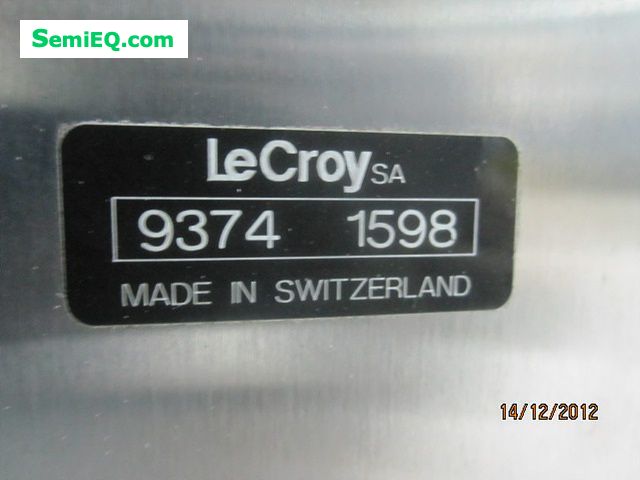 SemiEQ.com
LeCroy SA
9374 1598
MADE IN SWITZERLAND
14/12/2012